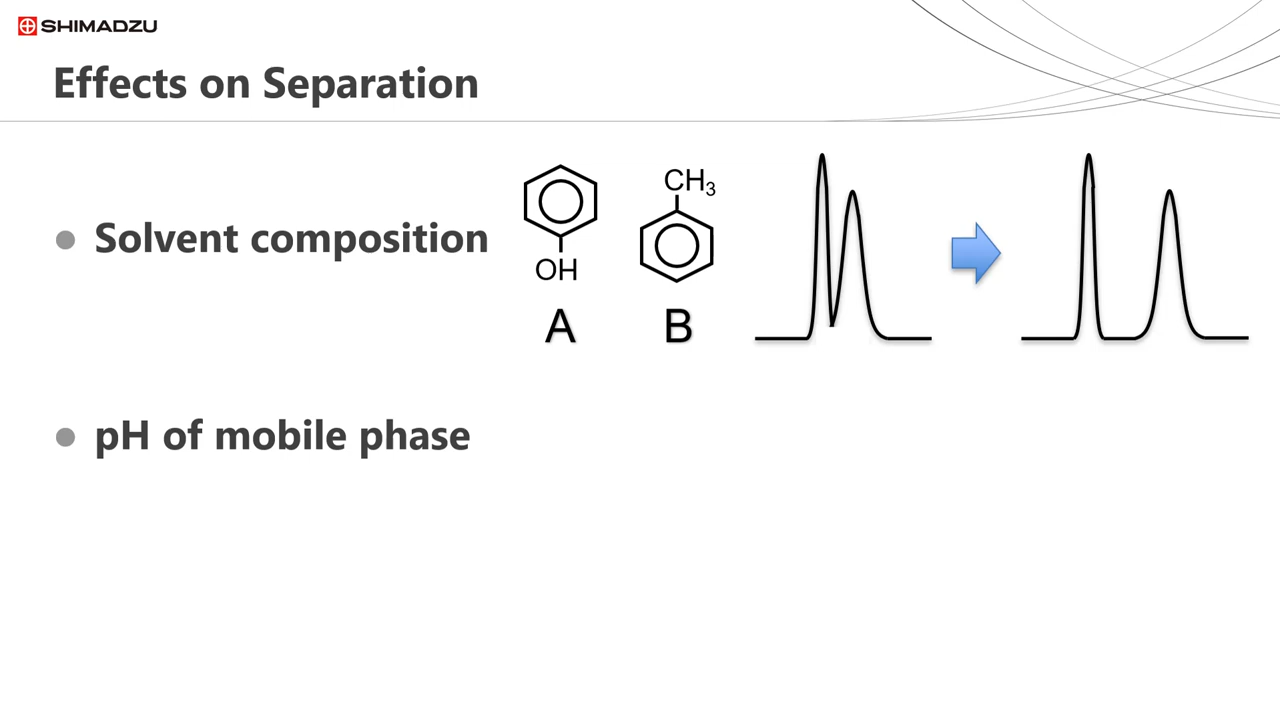 SHIMADZU
Effects on Separation
● Solvent composition
OH
A
CH₃
B
● pH of mobile phase